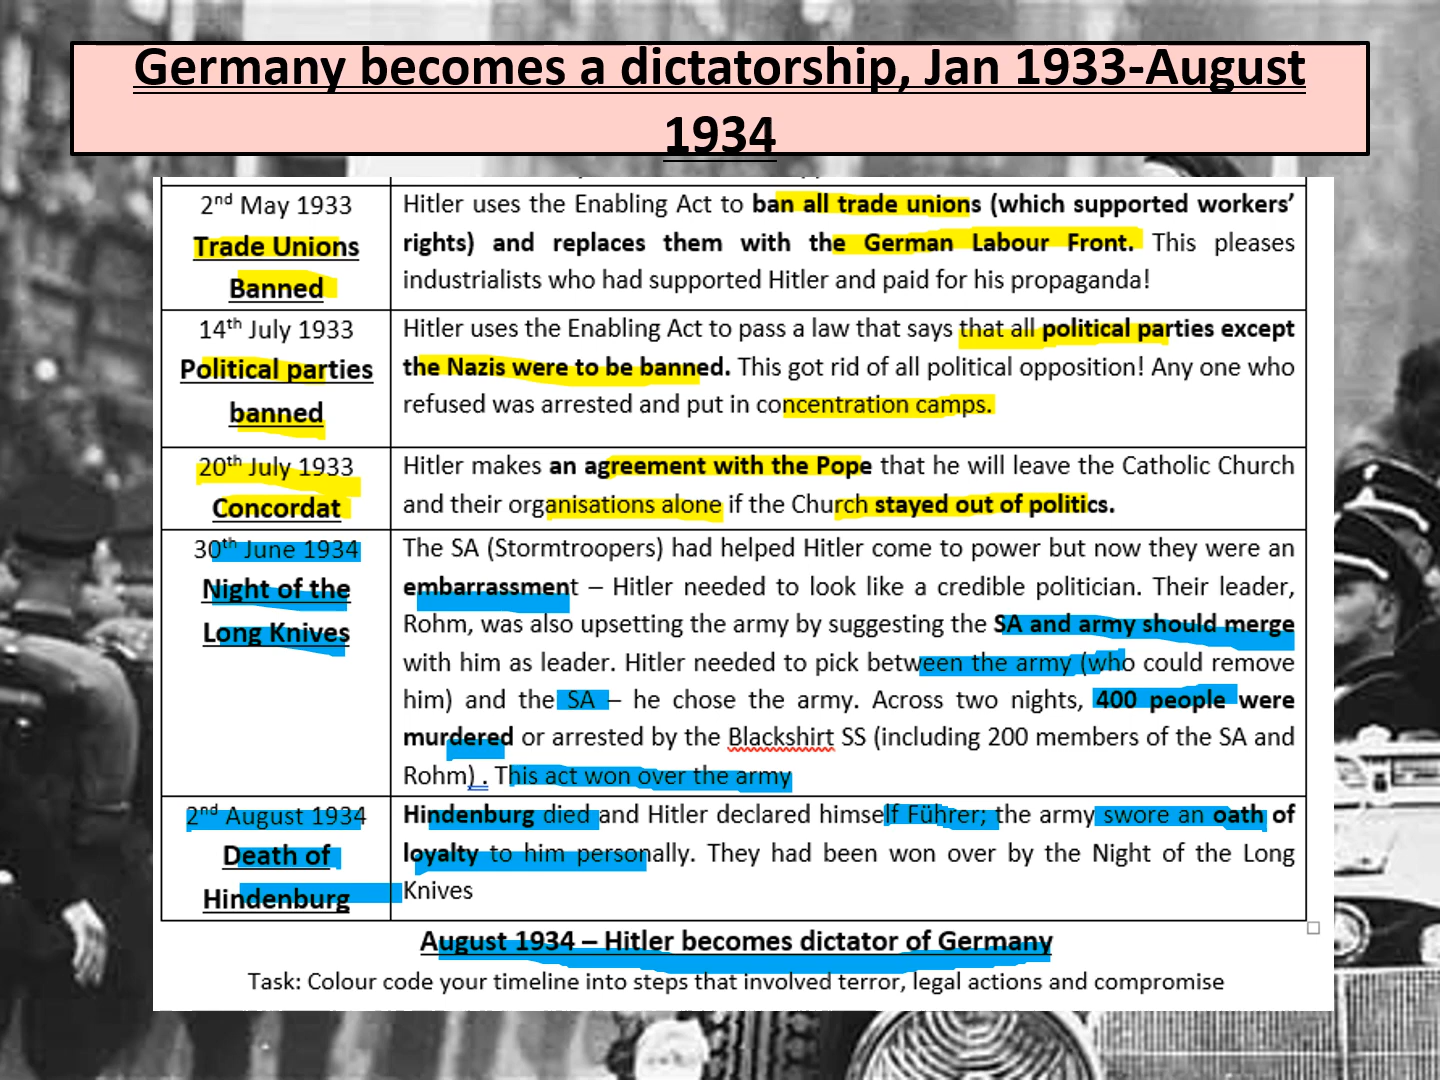 Germany becomes a dictatorship, Jan 1933-August
1934
2nd May 1933
Trade Unions
Banned
Hitler uses the Enabling Act to ban all trade unions (which supported workers’
rights) and replaces them with the German Labour Front. This pleases
industrialists who had supported Hitler and paid for his propaganda!
14th July 1933
Political parties
banned
Hitler uses the Enabling Act to pass a law that says that all political parties except
the Nazis were to be banned. This got rid of all political opposition! Any one who
refused was arrested and put in concentration camps.
20th July 1933
Concordat
Hitler makes an agreement with the Pope that he will leave the Catholic Church
and their organisations alone if the Church stayed out of politics.
30th June 1934
Night of the
Long Knives
The SA (Stormtroopers) had helped Hitler come to power but now they were an
embarrassment – Hitler needed to look like a credible politician. Their leader,
Rohm, was also upsetting the army by suggesting the SA and army should merge
with him as leader. Hitler needed to pick between the army (who could remove
him) and the SA – he chose the army. Across two nights, 400 people were
murdered or arrested by the Blackshirt SS (including 200 members of the SA and
Rohm) . This act won over the army
2nd August 1934
Death of
Hindenburg
Hindenburg died and Hitler declared himself Führer; the army swore an oath of
loyalty to him personally. They had been won over by the Night of the Long
Knives
August 1934 – Hitler becomes dictator of Germany
Task: Colour code your timeline into steps that involved terror, legal actions and compromise